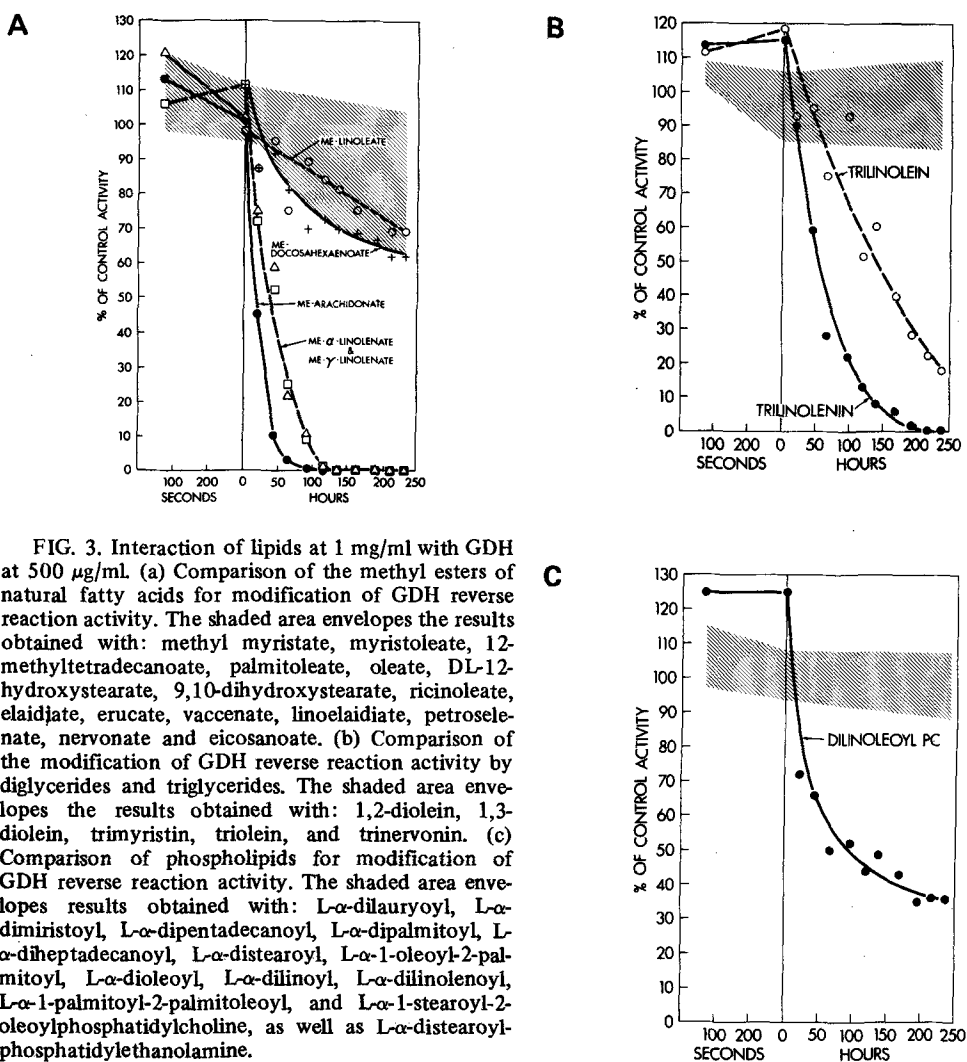 A
130
120
110
100
90
80
70
60
50
40
30
20
10
0
% OF CONTROL ACTIVITY
ME-LINOLEATE
ME-
DOCOSAHEXAENOATE
ME-ARACHIDONATE
ME-α-LINOLENATE
&
ME-γ-LINOLENATE
100 200 0 50 100 150 200 250
SECONDS HOURS
B
120
110
100
90
80
70
60
50
40
30
20
10
0
% OF CONTROL ACTIVITY
TRILINOLEIN
TRILINOLENIN
100 200 0 50 100 150 200 250
SECONDS HOURS
FIG. 3. Interaction of lipids at 1 mg/ml with GDH
at 500 μg/ml. (a) Comparison of the methyl esters of
natural fatty acids for modification of GDH reverse
reaction activity. The shaded area envelopes the results
obtained with: methyl myristate, myristoleate, 12-
methyltetradecanoate, palmitoleate, oleate, DL-12-
hydroxystearate, 9,10-dihydroxystearate, ricinoleate,
elaidjate, erucate, vaccenate, linoelaidiate, petrosele-
nate, nervonate and eicosanoate. (b) Comparison of
the modification of GDH reverse reaction activity by
diglycerides and triglycerides. The shaded area enve-
lopes the results obtained with: 1,2-diolein, 1,3-
diolein, trimyristin, triolein, and trinervonin. (c)
Comparison of phospholipids for modification of
GDH reverse reaction activity. The shaded area enve-
lopes results obtained with: L-α-dilauryoyl, L-α-
dimiristoyl, L-α-dipentadecanoyl, L-α-dipalmitoyl, L-
α-diheptadecanoyl, L-α-distearoyl, L-α-1-oleoyl-2-pal-
mitoyl, L-α-dioleoyl, L-α-dilinoyl, L-α-dilinolenoyl,
L-α-1-palmitoyl-2-palmitoleoyl, and L-α-1-stearoyl-2-
oleoylphosphatidylcholine, as well as L-α-distearoyl-
phosphatidylethanolamine.
C
130
120
110
100
90
80
70
60
50
40
30
20
10
0
% OF CONTROL ACTIVITY
DILINOLEOYL PC
100 200 0 50 100 150 200 250
SECONDS HOURS